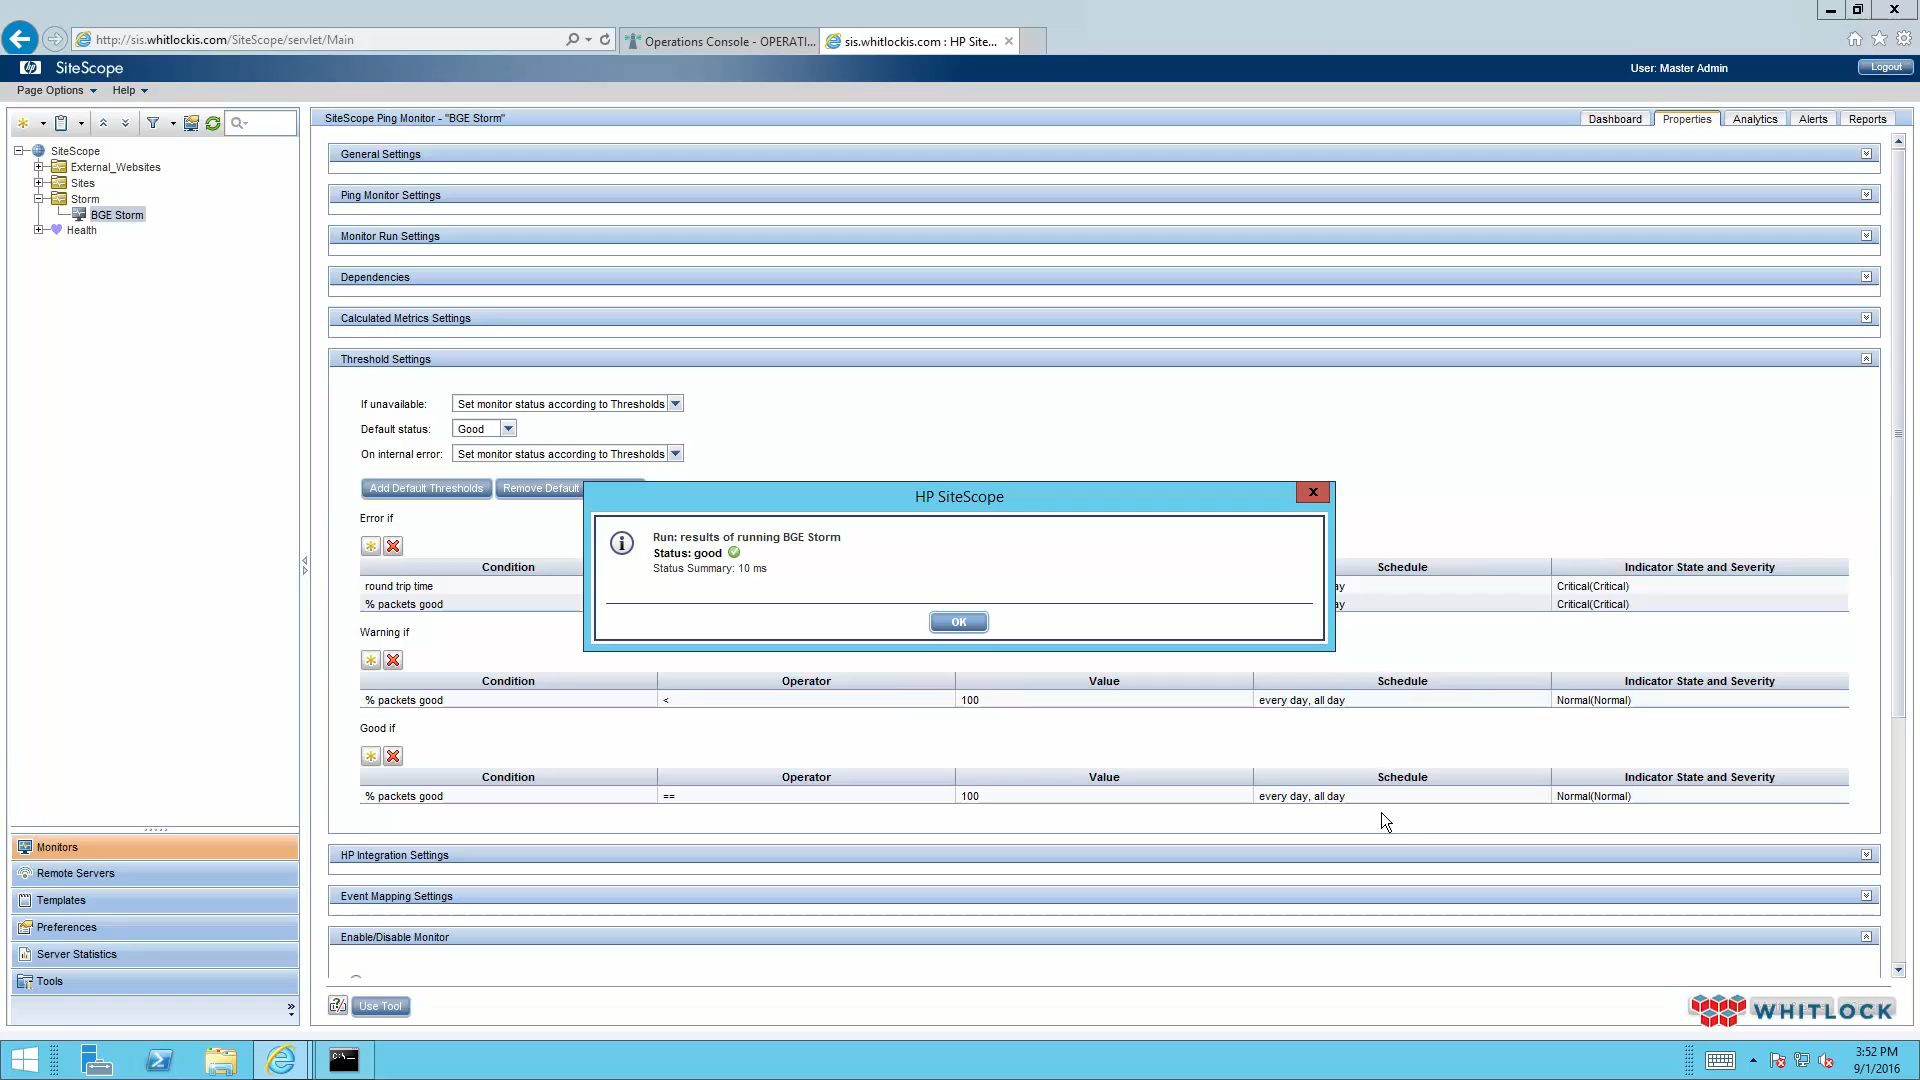 http://sis.whitlockis.com/SiteScope/servlet/Main
Operations Console - OPERATI...
sis.whitlockis.com : HP Site...
SiteScope
User: Master Admin
Logout
Page Options
Help
SiteScope
External_Websites
Sites
Storm
BGE Storm
Health
SiteScope Ping Monitor - "BGE Storm"
Dashboard
Properties
Analytics
Alerts
Reports
General Settings
Ping Monitor Settings
Monitor Run Settings
Dependencies
Calculated Metrics Settings
Threshold Settings
If unavailable: Set monitor status according to Thresholds
Default status: Good
On internal error: Set monitor status according to Thresholds
Add Default Thresholds
Remove Default
Error if
Condition Schedule Indicator State and Severity
round trip time Critical(Critical)
% packets good Critical(Critical)
HP SiteScope
Run: results of running BGE Storm
Status: good
Status Summary: 10 ms
OK
Warning if
Condition Operator Value Schedule Indicator State and Severity
% packets good < 100 every day, all day Normal(Normal)
Good if
Condition Operator Value Schedule Indicator State and Severity
% packets good == 100 every day, all day Normal(Normal)
HP Integration Settings
Event Mapping Settings
Enable/Disable Monitor
Monitors
Remote Servers
Templates
Preferences
Server Statistics
Tools
Use Tool
WHITLOCK
3:52 PM
9/1/2016